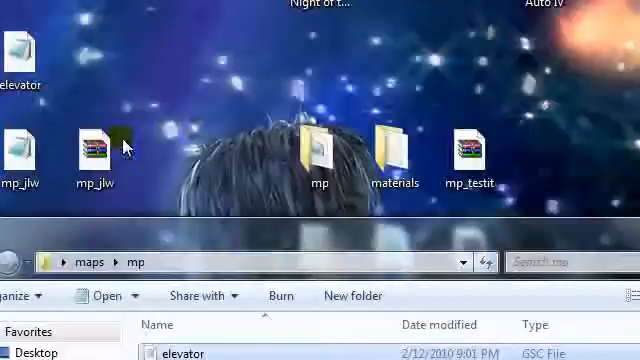 Night of t...
Auto IV
elevator
mp_jlw
mp_jlw
mp
materials
mp_testit
maps
mp
Search mp
ganize
Open
Share with
Burn
New folder
Favorites
Desktop
Name
Date modified
Type
elevator
2/12/2010 9:01 PM
GSC File